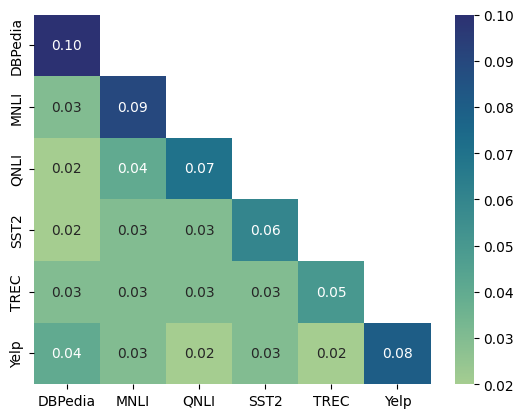 DBPedia 0.10
MNLI 0.03 0.09
QNLI 0.02 0.04 0.07
SST2 0.02 0.03 0.03 0.06
TREC 0.03 0.03 0.03 0.03 0.05
Yelp 0.04 0.03 0.02 0.03 0.02 0.08
DBPedia MNLI QNLI SST2 TREC Yelp
0.10
0.09
0.08
0.07
0.06
0.05
0.04
0.03
0.02